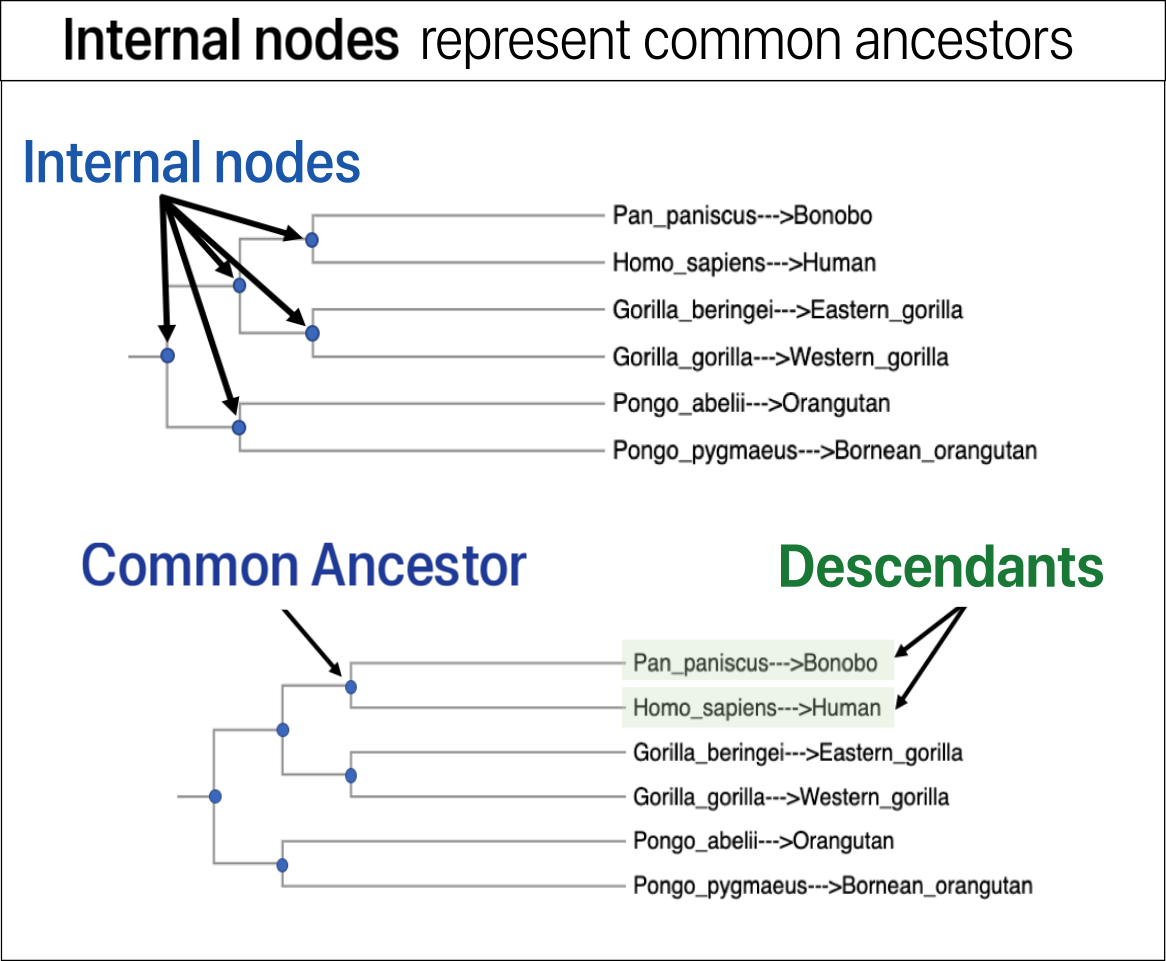 Internal nodes represent common ancestors
Internal nodes
Pan_paniscus--->Bonobo
Homo_sapiens--->Human
Gorilla_beringei--->Eastern_gorilla
Gorilla_gorilla--->Western_gorilla
Pongo_abelii--->Orangutan
Pongo_pygmaeus--->Bornean_orangutan
Common Ancestor
Descendants
Pan_paniscus--->Bonobo
Homo_sapiens--->Human
Gorilla_beringei--->Eastern_gorilla
Gorilla_gorilla--->Western_gorilla
Pongo_abelii--->Orangutan
Pongo_pygmaeus--->Bornean_orangutan